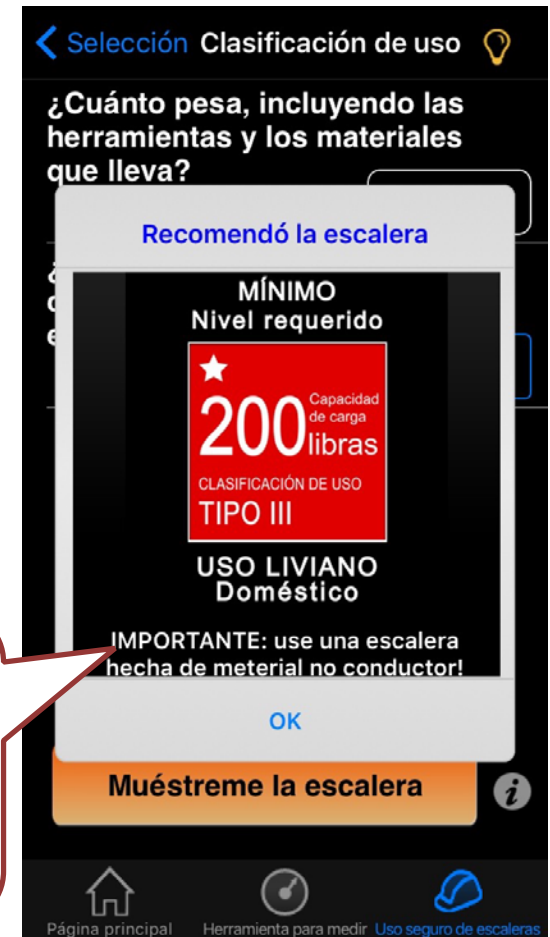 Selección Clasificación de uso
¿Cuánto pesa, incluyendo las
herramientas y los materiales
que lleva?
Recomendó la escalera
MÍNIMO
Nivel requerido
200 Capacidad de carga libras
CLASIFICACIÓN DE USO
TIPO III
USO LIVIANO
Doméstico
IMPORTANTE: use una escalera
hecha de meterial no conductor!
OK
Muéstreme la escalera
Página principal Herramienta para medir Uso seguro de escaleras